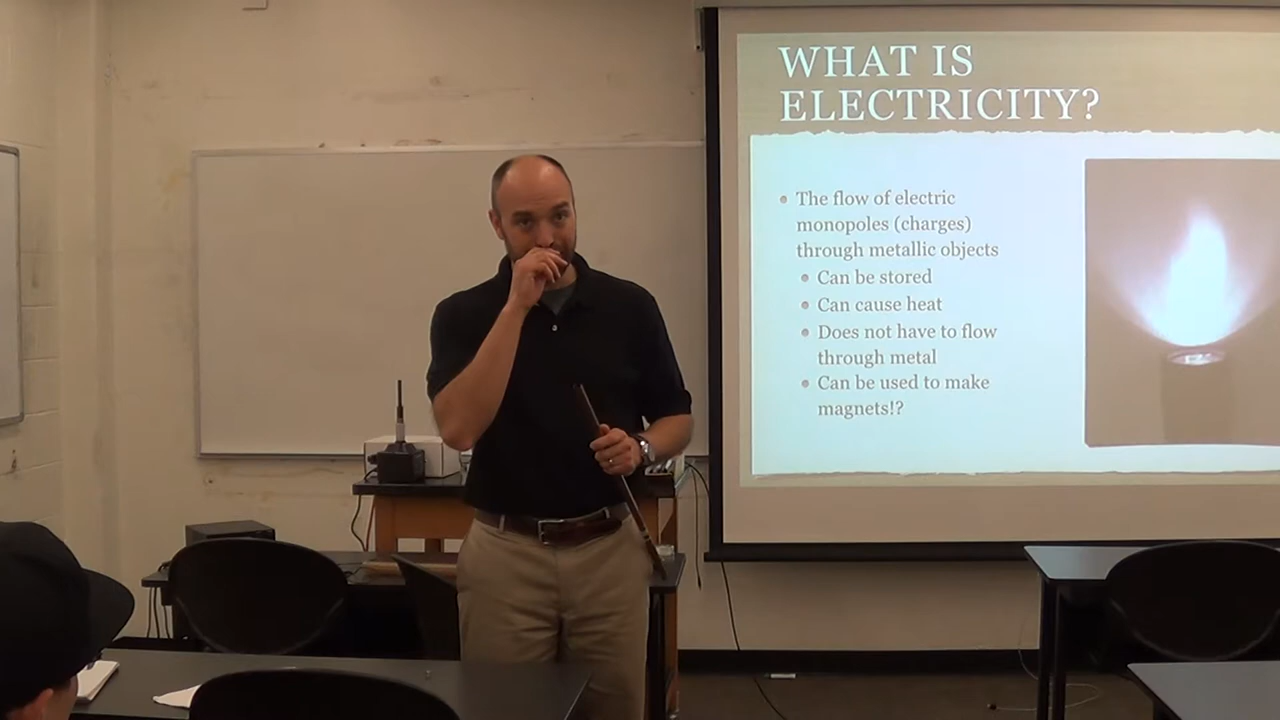 WHAT IS
ELECTRICITY?
The flow of electric
monopoles (charges)
through metallic objects
Can be stored
Can cause heat
Does not have to flow
through metal
Can be used to make
magnets!?